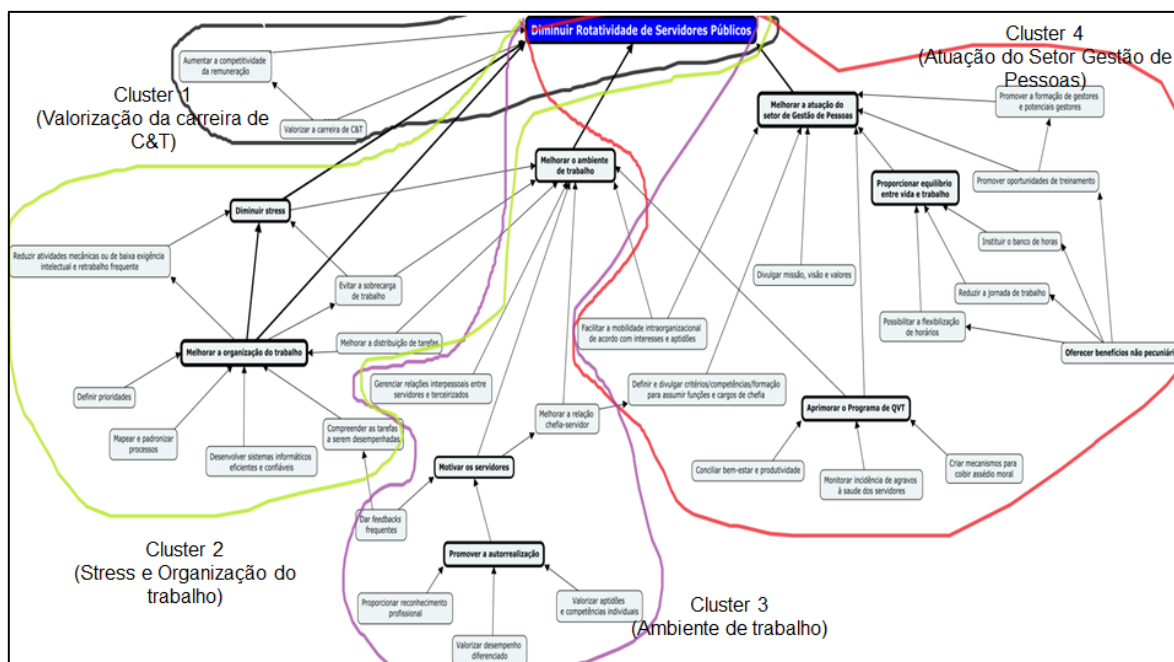 Diminuir Rotatividade de Servidores Públicos
Cluster 4
(Atuação do Setor Gestão de
Pessoas)
Aumentar a competitividade
da remuneração
Cluster 1
(Valorização da carreira de
C&T)
Valorizar a carreira de C&T
Melhorar a atuação do
setor de Gestão de Pessoas
Promover a formação de gestores
e potenciais gestores
Melhorar o ambiente
de trabalho
Proporcionar equilíbrio
entre vida e trabalho
Promover oportunidades de treinamento
Diminuir stress
Reduzir atividades mecânicas ou de baixa exigência
intelectual e retrabalho frequente
Instituir o banco de horas
Evitar a sobrecarga
de trabalho
Divulgar missão, visão e valores
Reduzir a jornada de trabalho
Melhorar a distribuição de tarefas
Facilitar a mobilidade intraorganizacional
de acordo com interesses e aptidões
Possibilitar a flexibilização
de horários
Melhorar a organização do trabalho
Oferecer benefícios não pecuniári
Gerenciar relações interpessoais entre
servidores e terceirizados
Definir e divulgar critérios/competências/formação
para assumir funções e cargos de chefia
Definir prioridades
Melhorar a relação
chefia-servidor
Aprimorar o Programa de QVT
Mapear e padronizar
processos
Compreender as tarefas
a serem desempenhadas
Desenvolver sistemas informáticos
eficientes e confiáveis
Motivar os servidores
Conciliar bem-estar e produtividade
Monitorar incidência de agravos
à saude dos servidores
Criar mecanismos para
coibir assédio moral
Dar feedbacks
frequentes
Cluster 2
(Stress e Organização do
trabalho)
Promover a autorrealização
Proporcionar reconhecimento
profissional
Valorizar aptidões
e competências individuais
Cluster 3
(Ambiente de trabalho)
Valorizar desempenho
diferenciado